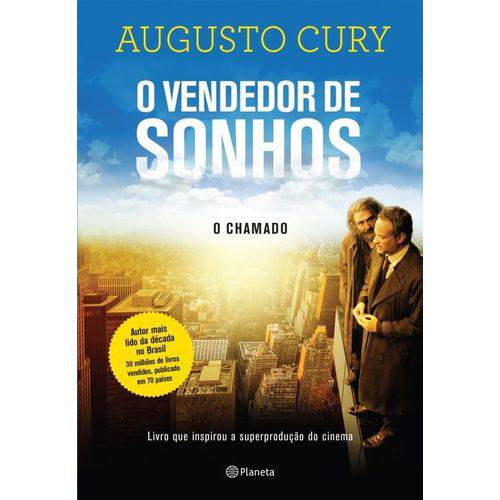 AUGUSTO CURY
O VENDEDOR DE
SONHOS
O CHAMADO
Autor mais
lido da década
no Brasil
30 milhões de livros
vendidos, publicado
em 70 países
Livro que inspirou a superprodução do cinema
Planeta